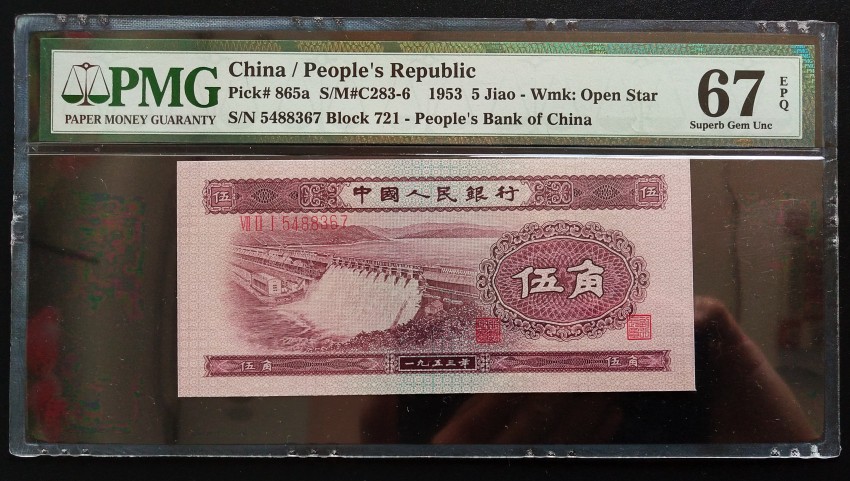 PMG
PAPER MONEY GUARANTY
China / People's Republic
Pick# 865a S/M#C283-6 1953 5 Jiao - Wmk: Open Star
S/N 5488367 Block 721 - People's Bank of China
67
EPQ
Superb Gem Unc
伍 中國人民銀行 伍
VII II I 5488367
伍角
伍角 一九五三年 伍角